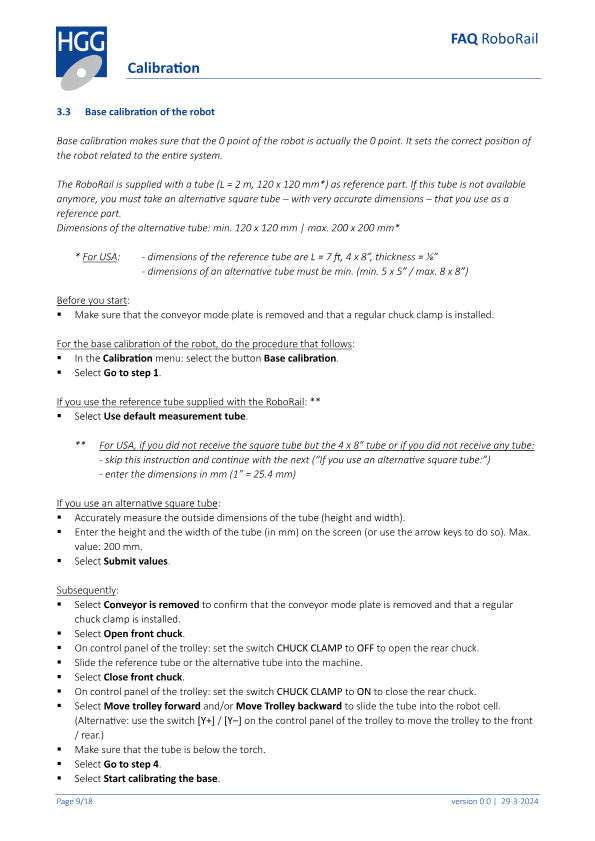 HGG
FAQ RoboRail
Calibration
3.3 Base calibration of the robot
Base calibration makes sure that the 0 point of the robot is actually the 0 point. It sets the correct position of
the robot related to the entire system.
The RoboRail is supplied with a tube (L = 2 m, 120 x 120 mm*) as reference part. If this tube is not available
anymore, you must take an alternative square tube – with very accurate dimensions – that you use as a
reference part.
Dimensions of the alternative tube: min. 120 x 120 mm | max. 200 x 200 mm*
* For USA: - dimensions of the reference tube are L = 7 ft, 4 x 8”, thickness = ⅛”
- dimensions of an alternative tube must be min. (min. 5 x 5” / max. 8 x 8”)
Before you start:
▪ Make sure that the conveyor mode plate is removed and that a regular chuck clamp is installed.
For the base calibration of the robot, do the procedure that follows:
▪ In the Calibration menu: select the button Base calibration.
▪ Select Go to step 1.
If you use the reference tube supplied with the RoboRail: **
▪ Select Use default measurement tube.
** For USA, if you did not receive the square tube but the 4 x 8” tube or if you did not receive any tube:
- skip this instruction and continue with the next (“If you use an alternative square tube:”)
- enter the dimensions in mm (1” = 25.4 mm)
If you use an alternative square tube:
▪ Accurately measure the outside dimensions of the tube (height and width).
▪ Enter the height and the width of the tube (in mm) on the screen (or use the arrow keys to do so). Max.
value: 200 mm.
▪ Select Submit values.
Subsequently:
▪ Select Conveyor is removed to confirm that the conveyor mode plate is removed and that a regular
chuck clamp is installed.
▪ Select Open front chuck.
▪ On control panel of the trolley: set the switch CHUCK CLAMP to OFF to open the rear chuck.
▪ Slide the reference tube or the alternative tube into the machine.
▪ Select Close front chuck.
▪ On control panel of the trolley: set the switch CHUCK CLAMP to ON to close the rear chuck.
▪ Select Move trolley forward and/or Move Trolley backward to slide the tube into the robot cell.
(Alternative: use the switch [Y+] / [Y–] on the control panel of the trolley to move the trolley to the front
/ rear.)
▪ Make sure that the tube is below the torch.
▪ Select Go to step 4.
▪ Select Start calibrating the base.
Page 9/18
version 0.0 | 29-3-2024